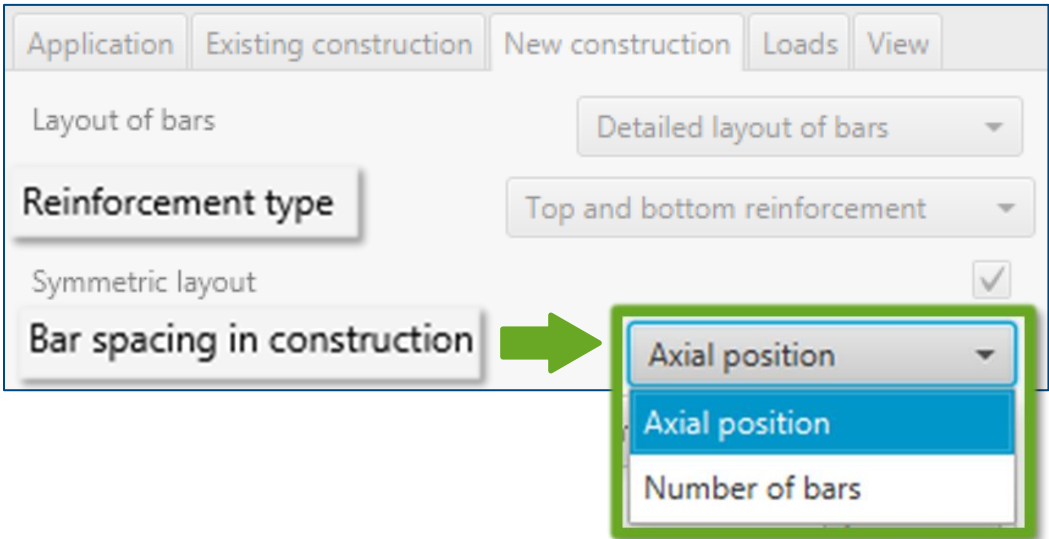 Application Existing construction New construction Loads View
Layout of bars Detailed layout of bars
Reinforcement type Top and bottom reinforcement
Symmetric layout
Bar spacing in construction Axial position
Axial position
Number of bars